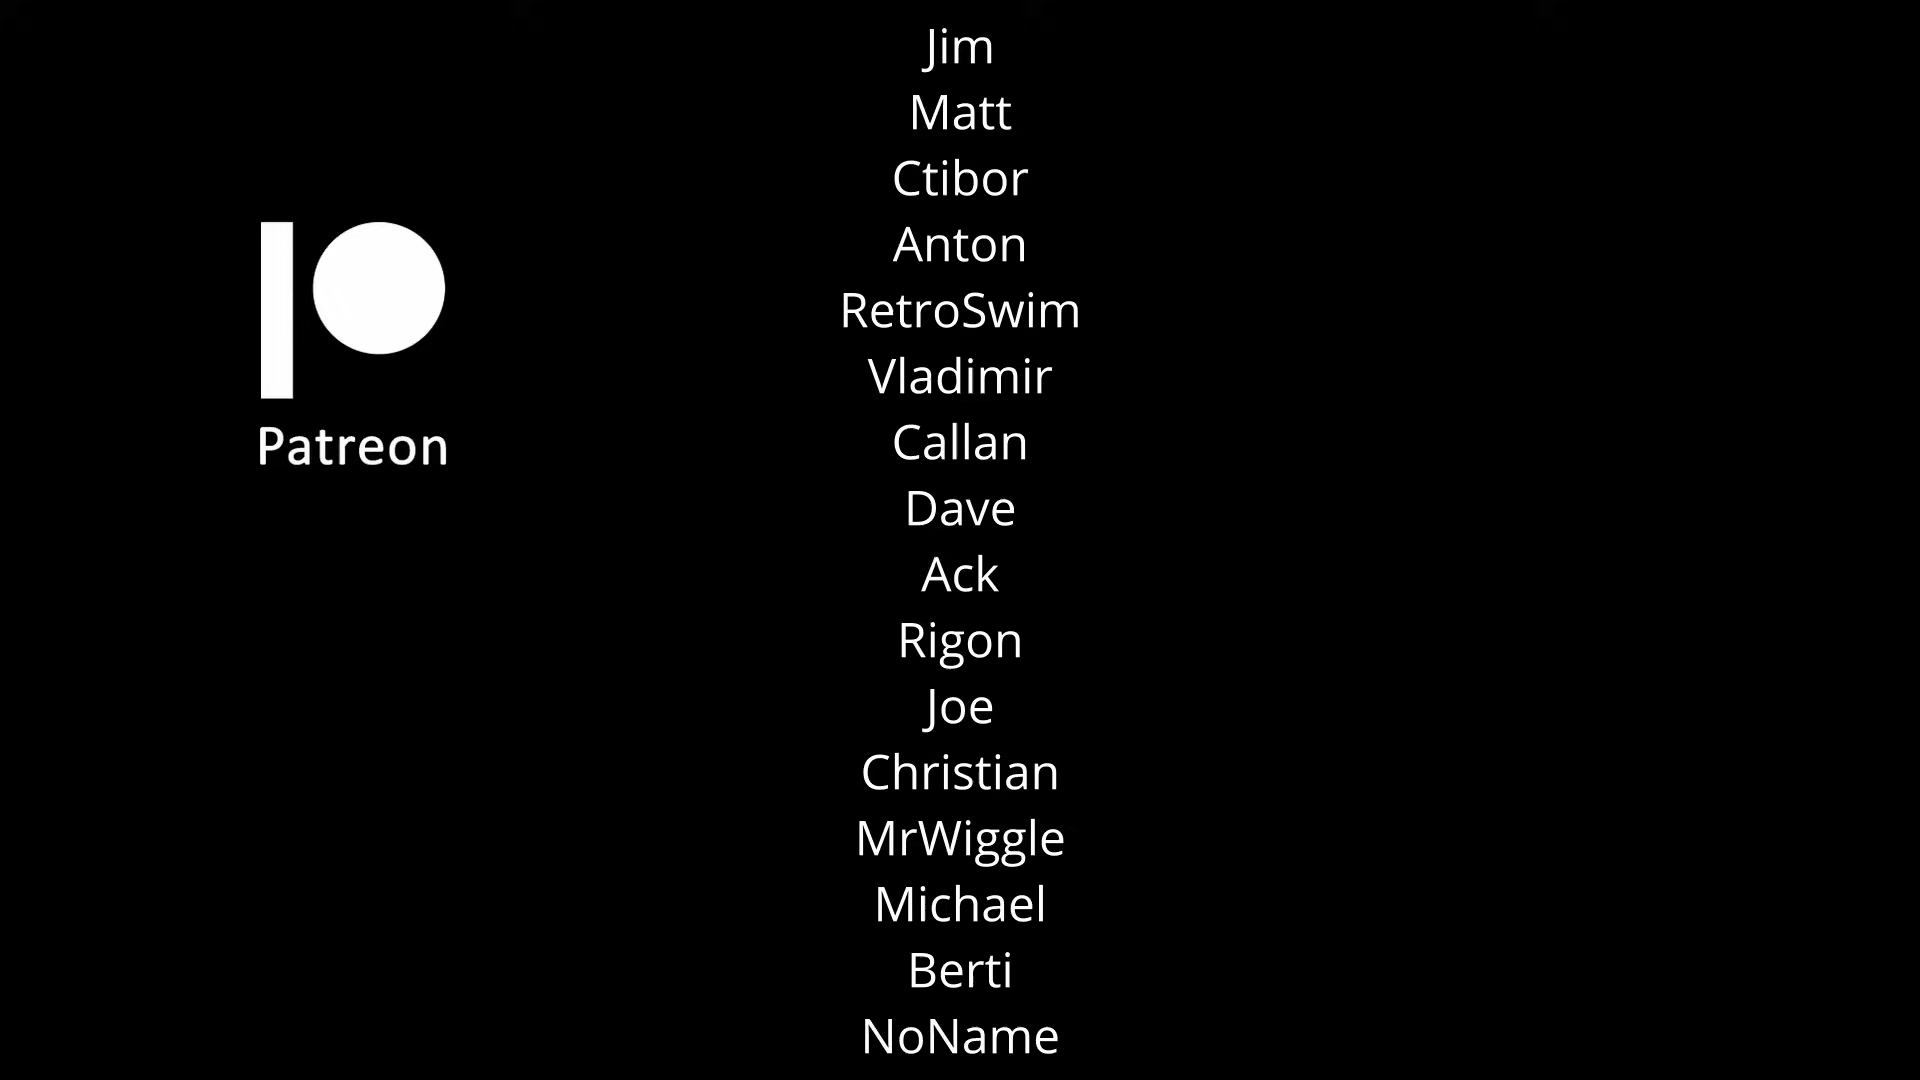 Patreon
Jim
Matt
Ctibor
Anton
RetroSwim
Vladimir
Callan
Dave
Ack
Rigon
Joe
Christian
MrWiggle
Michael
Berti
NoName